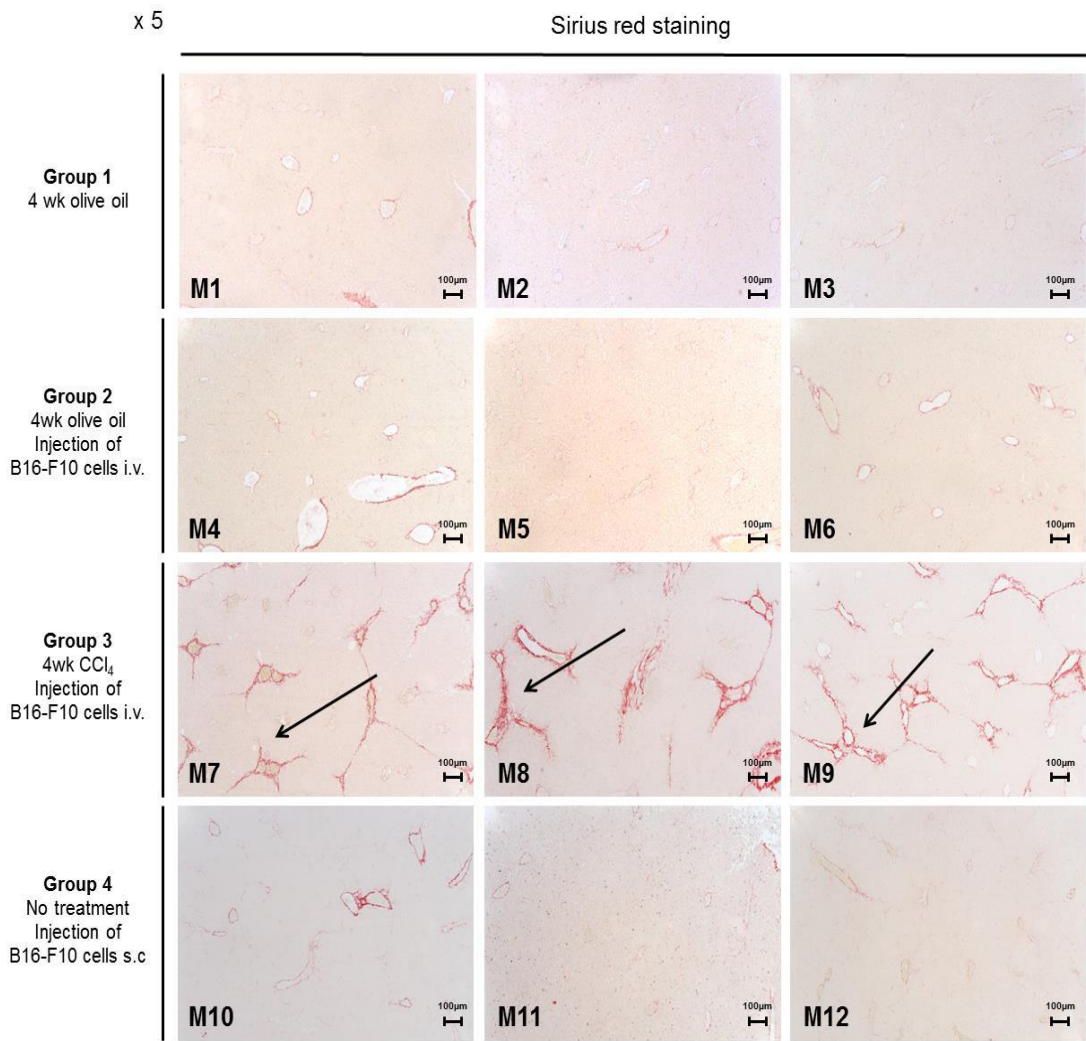 x 5
Sirius red staining
Group 1
4 wk olive oil
M1
100µm
M2
100µm
M3
100µm
Group 2
4wk olive oil
Injection of
B16-F10 cells i.v.
M4
100µm
M5
100µm
M6
100µm
Group 3
4wk CCl₄
Injection of
B16-F10 cells i.v.
M7
100µm
M8
100µm
M9
100µm
Group 4
No treatment
Injection of
B16-F10 cells s.c
M10
100µm
M11
100µm
M12
100µm